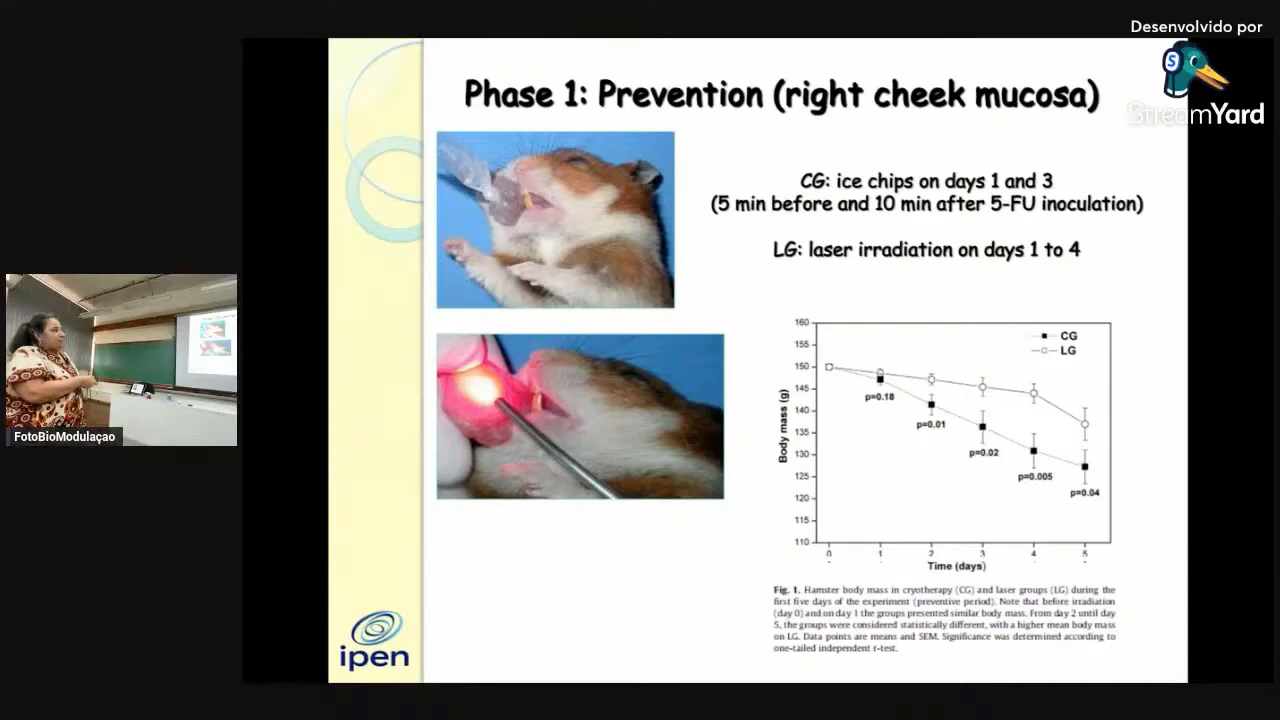 Desenvolvido por
StreamYard
Phase 1: Prevention (right cheek mucosa)
CG: ice chips on days 1 and 3
(5 min before and 10 min after 5-FU inoculation)
LG: laser irradiation on days 1 to 4
FotoBioModulaçao
160
155
150
145
140
135
130
125
120
115
110
Body mass (g)
CG
LG
p=0.18
p=0.01
p=0.02
p=0.005
p=0.04
0 1 2 3 4 5
Time (days)
Fig. 1. Hamster body mass in cryotherapy (CG) and laser groups (LG) during the
first five days of the experiment (preventive period). Note that before irradiation
(day 0) and on day 1 the groups presented similar body mass. From day 2 until day
5, the groups were considered statistically different, with a higher mean body mass
on LG. Data points are means and SEM. Significance was determined according to
one-tailed independent t-test.
ipen